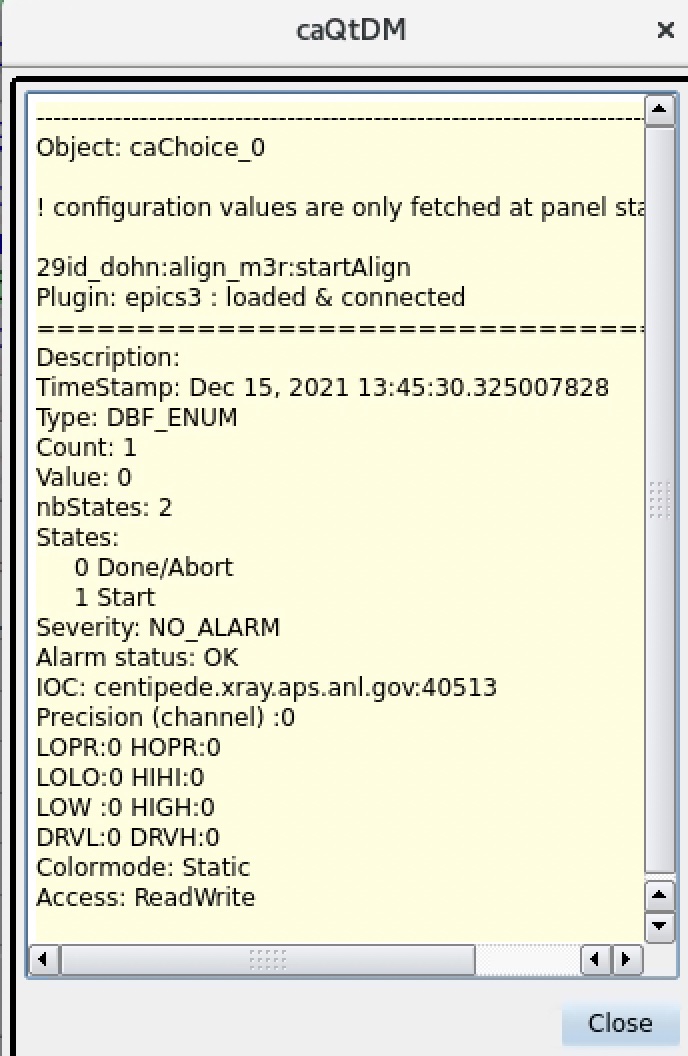 caQtDM
Object: caChoice_0
! configuration values are only fetched at panel sta
29id_dohn:align_m3r:startAlign
Plugin: epics3 : loaded & connected
Description:
TimeStamp: Dec 15, 2021 13:45:30.325007828
Type: DBF_ENUM
Count: 1
Value: 0
nbStates: 2
States:
0 Done/Abort
1 Start
Severity: NO_ALARM
Alarm status: OK
IOC: centipede.xray.aps.anl.gov:40513
Precision (channel) :0
LOPR:0 HOPR:0
LOLO:0 HIHI:0
LOW :0 HIGH:0
DRVL:0 DRVH:0
Colormode: Static
Access: ReadWrite
Close